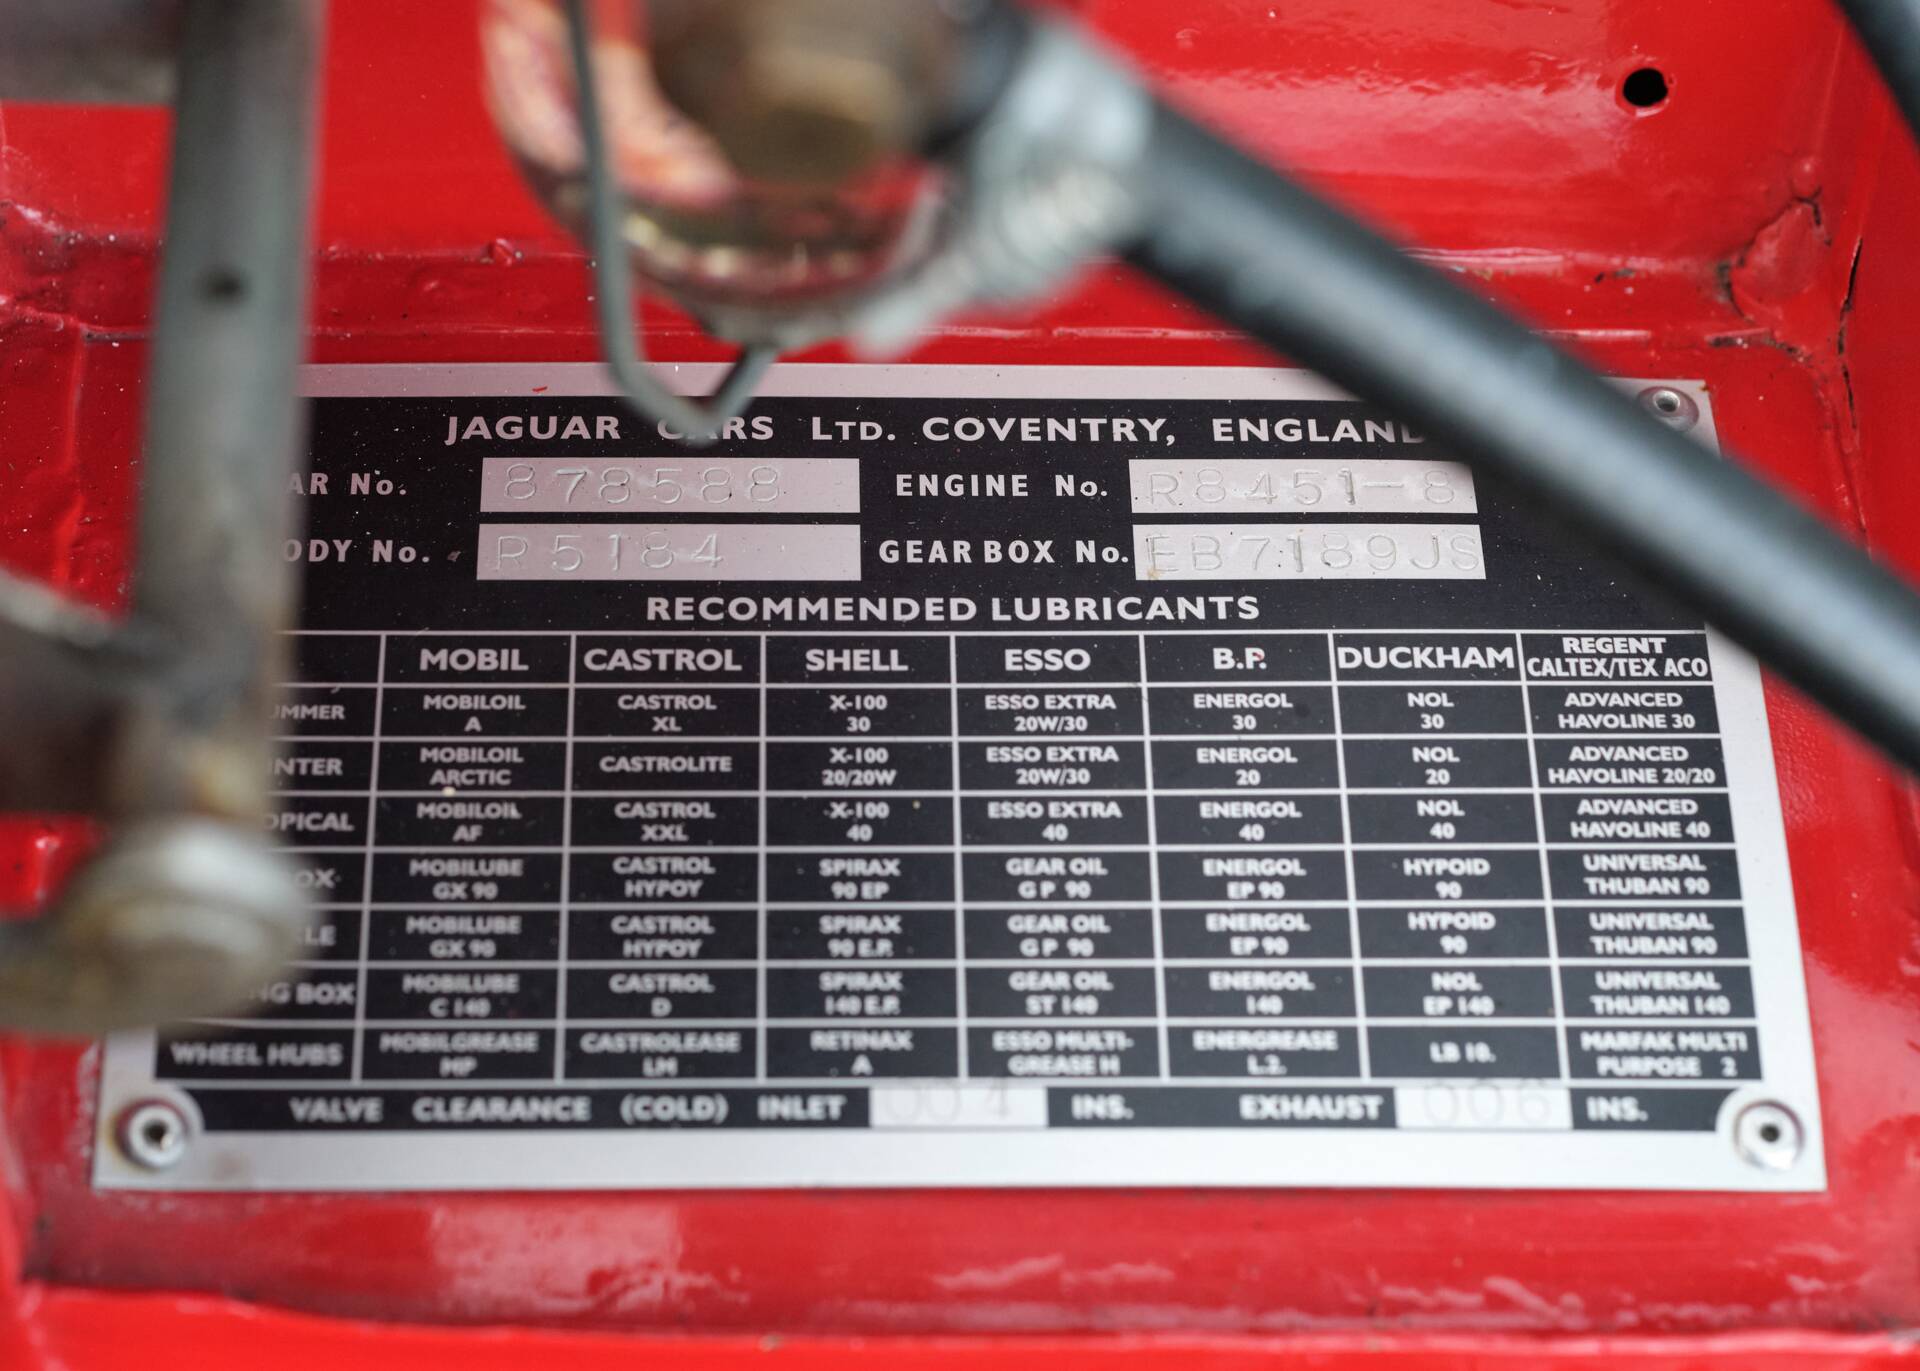 JAGUAR CARS LTD. COVENTRY, ENGLAND
AR No. 878588 ENGINE No. R8451-8
ODY No. R5184 GEAR BOX No. EB7189JS
RECOMMENDED LUBRICANTS
MOBIL CASTROL SHELL ESSO B.P. DUCKHAM REGENT CALTEX/TEXACO
MMER MOBILOIL A CASTROL XL X-100 30 ESSO EXTRA 20W/30 ENERGOL 30 NOL 30 ADVANCED HAVOLINE 30
NTER MOBILOIL ARCTIC CASTROLITE X-100 20/20W ESSO EXTRA 20W/30 ENERGOL 20 NOL 20 ADVANCED HAVOLINE 20/20
OPICAL MOBILOIL AF CASTROL XXL X-100 40 ESSO EXTRA 40 ENERGOL 40 NOL 40 ADVANCED HAVOLINE 40
OX MOBILUBE GX 90 CASTROL HYPOY SPIRAX 90 EP GEAR OIL GP 90 ENERGOL EP 90 HYPOID 90 UNIVERSAL THUBAN 90
LE MOBILUBE GX 90 CASTROL HYPOY SPIRAX 90 E.P. GEAR OIL GP 90 ENERGOL EP 90 HYPOID 90 UNIVERSAL THUBAN 90
NG BOX MOBILUBE C 140 CASTROL D SPIRAX 140 E.P. GEAR OIL ST 140 ENERGOL 140 NOL EP 140 UNIVERSAL THUBAN 140
WHEEL HUBS MOBILGREASE MP CASTROLEASE LM RETINAX A ESSO MULTI-GREASE H ENERGREASE L.2. LB 10. MARFAK MULTI PURPOSE 2
VALVE CLEARANCE (COLD) INLET 004 INS. EXHAUST 006 INS.